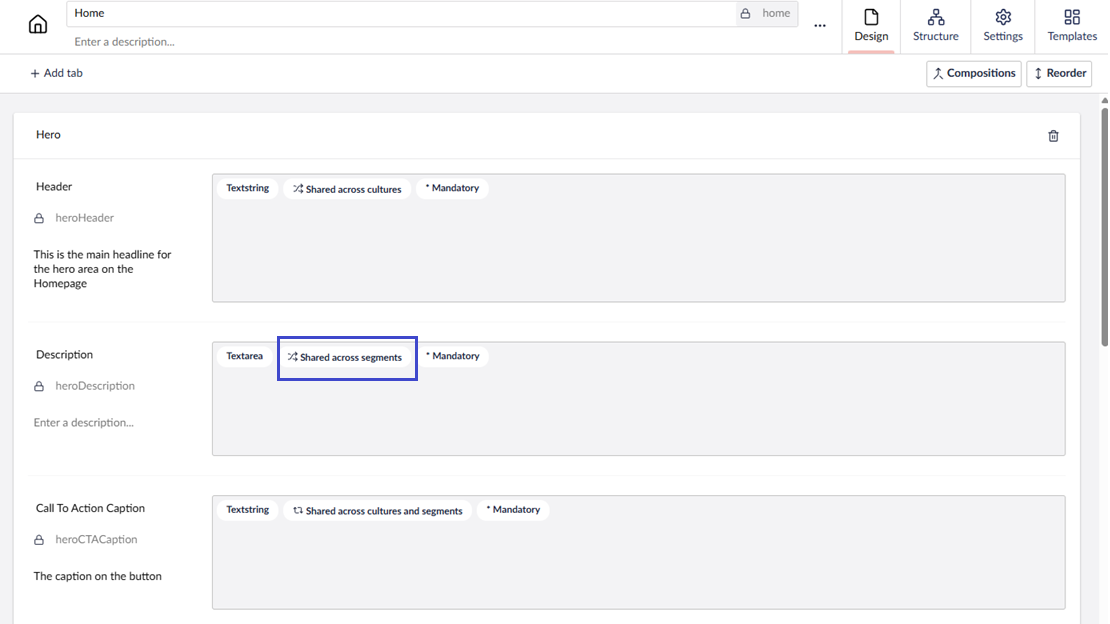 Home
home
...
Enter a description...
Design
Structure
Settings
Templates
+ Add tab
Compositions
Reorder
Hero
Header
heroHeader
This is the main headline for
the hero area on the
Homepage
Textstring
Shared across cultures
* Mandatory
Description
heroDescription
Enter a description...
Textarea
Shared across segments
* Mandatory
Call To Action Caption
heroCTACaption
The caption on the button
Textstring
Shared across cultures and segments
* Mandatory